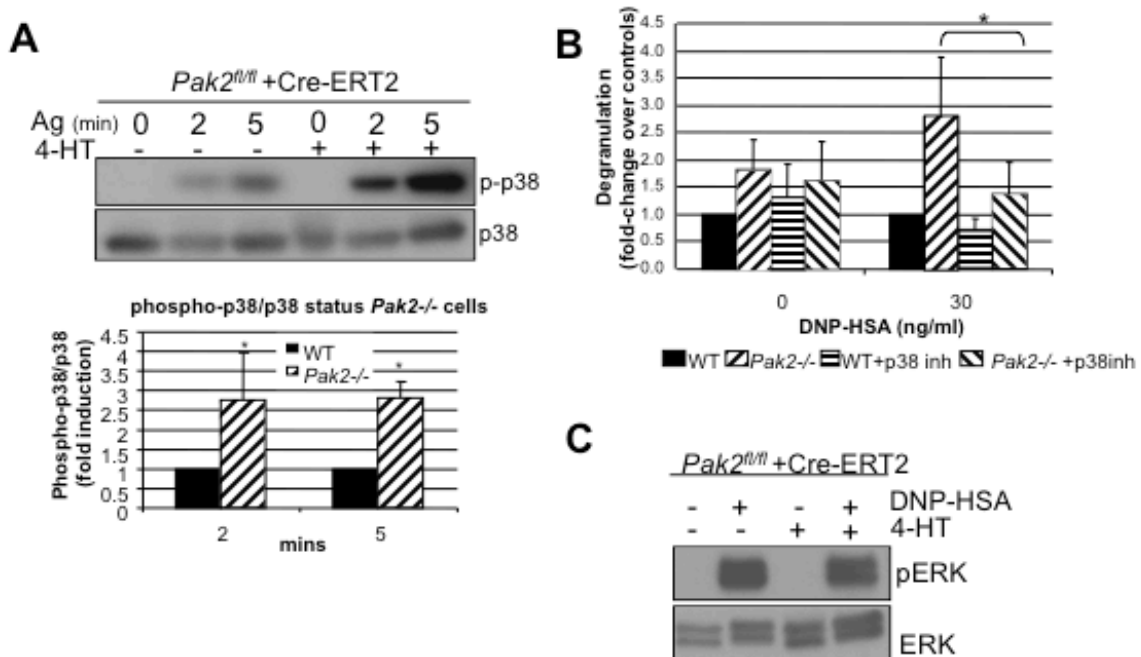 A
Pak2fl/fl +Cre-ERT2
Ag (min) 0 2 5 0 2 5
4-HT - - - + + +
p-p38
p38
phospho-p38/p38 status Pak2-/- cells
Phospho-p38/p38
(fold induction)
4.5
4
3.5
3
2.5
2
1.5
1
0.5
0
WT
Pak2-/-
*
*
2 5
mins
B
Degranulation
(fold-change over controls)
4.5
4.0
3.5
3.0
2.5
2.0
1.5
1.0
0.5
0.0
*
0 30
DNP-HSA (ng/ml)
WT Pak2-/- WT+p38 inh Pak2-/- +p38inh
C
Pak2fl/fl +Cre-ERT2
- + - + DNP-HSA
- - + + 4-HT
pERK
ERK